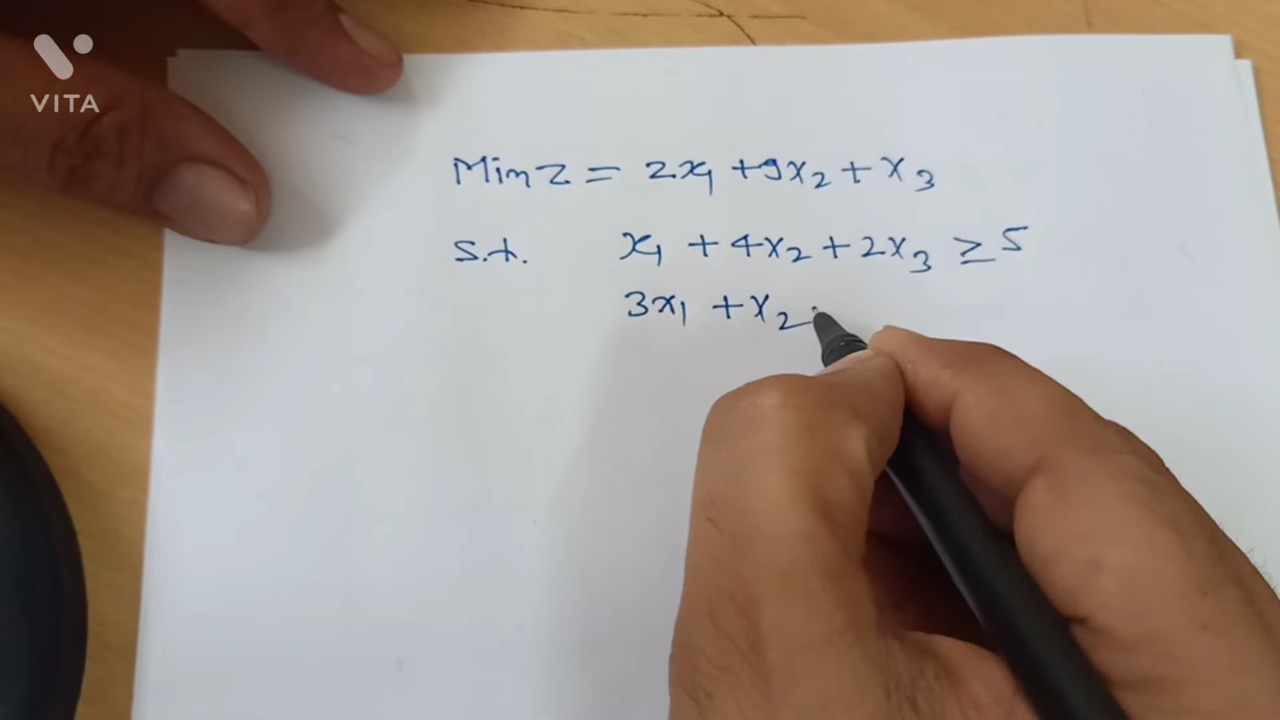 VITA
Min Z = 2x₁ + 9x₂ + x₃
S.t. x₁ + 4x₂ + 2x₃ ≥ 5
3x₁ + x₂